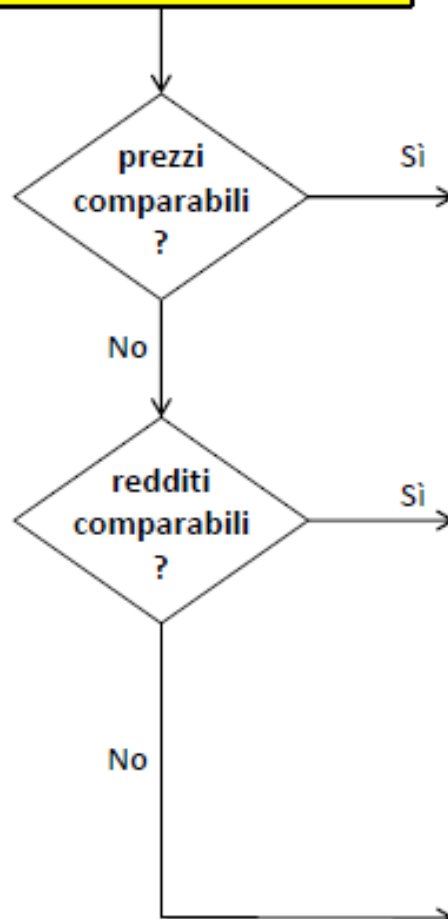 prezzi
comparabili
?
Sì
No
redditi
comparabili
?
Sì
No